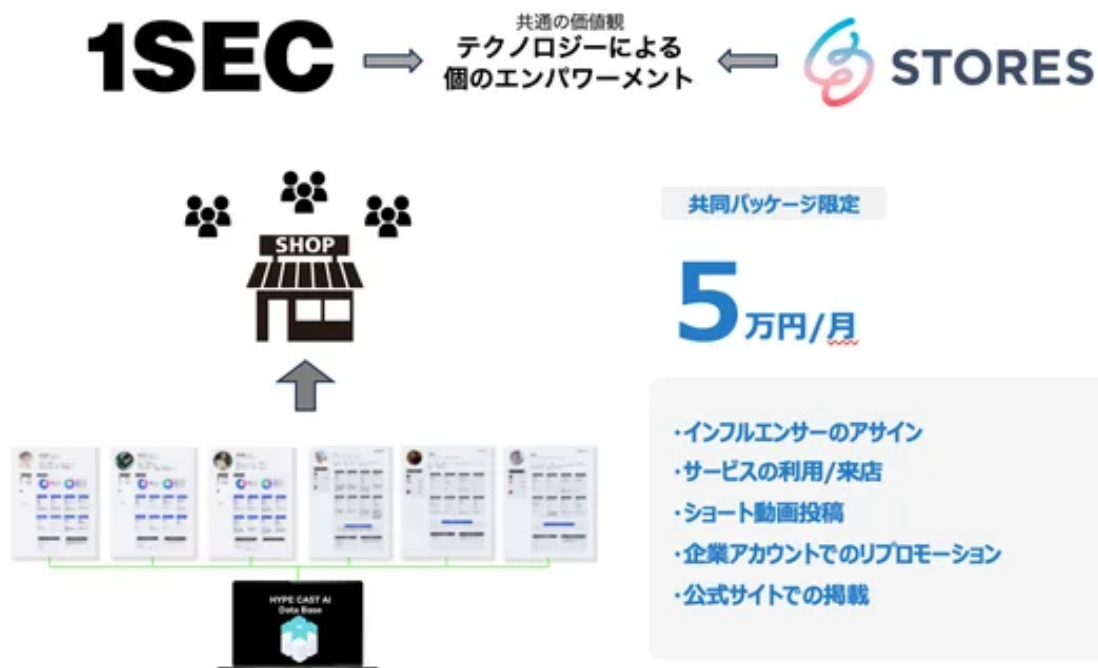 1SEC
共通の価値観
テクノロジーによる
個のエンパワーメント
STORES
SHOP
共同パッケージ限定
5万円/月
・インフルエンサーのアサイン
・サービスの利用/来店
・ショート動画投稿
・企業アカウントでのリプロモーション
・公式サイトでの掲載
HYPE CAST AI
Data Base